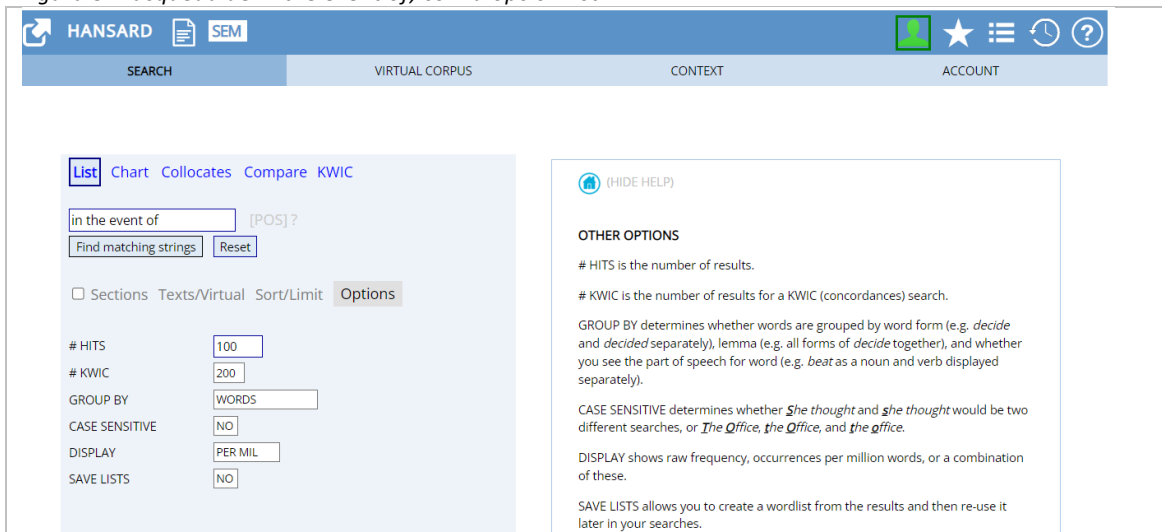 HANSARD SEM
SEARCH VIRTUAL CORPUS CONTEXT ACCOUNT
List Chart Collocates Compare KWIC
in the event of [POS] ?
Find matching strings Reset
Sections Texts/Virtual Sort/Limit Options
# HITS 100
# KWIC 200
GROUP BY WORDS
CASE SENSITIVE NO
DISPLAY PER MIL
SAVE LISTS NO
(HIDE HELP)
OTHER OPTIONS
# HITS is the number of results.
# KWIC is the number of results for a KWIC (concordances) search.
GROUP BY determines whether words are grouped by word form (e.g. decide
and decided separately), lemma (e.g. all forms of decide together), and whether
you see the part of speech for word (e.g. beat as a noun and verb displayed
separately).
CASE SENSITIVE determines whether She thought and she thought would be two
different searches, or The Office, the Office, and the office.
DISPLAY shows raw frequency, occurrences per million words, or a combination
of these.
SAVE LISTS allows you to create a wordlist from the results and then re-use it
later in your searches.